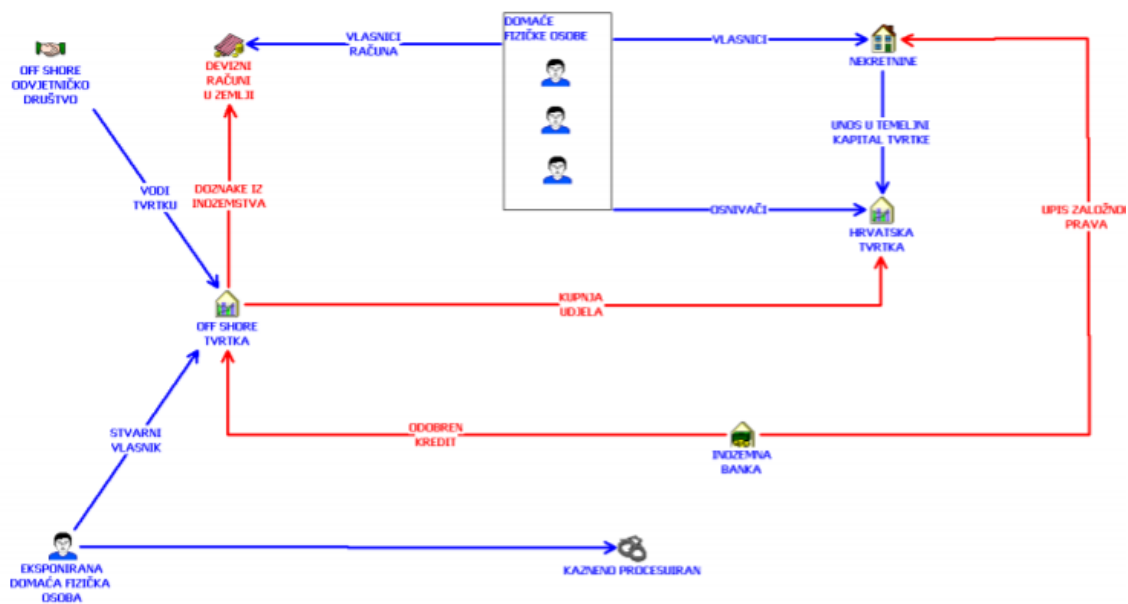 DOMAĆE
FIZIČKE OSOBE
OFF SHORE
ODVJETNIČKO
DRUŠTVO
DEVIZNI
RAČUNI
U ZEMLJI
VLASNICI
RAČUNA
VLASNICI
NEKRETNINE
UNOS U TEMELJNI
KAPITAL TVRTKE
VODI
TVRTKU
DOZNAKE IZ
INOZEMSTVA
OSNIVAČI
HRVATSKA
TVRTKA
UPIS ZALOŽNO
PRAVA
OFF SHORE
TVRTKA
KUPNJA
UDJELA
STVARNI
VLASNIK
ODOBREN
KREDIT
INOZEMNA
BANKA
EKSPONIRANA
DOMAĆA FIZIČKA
OSOBA
KAZNENO PROCESUIRAN